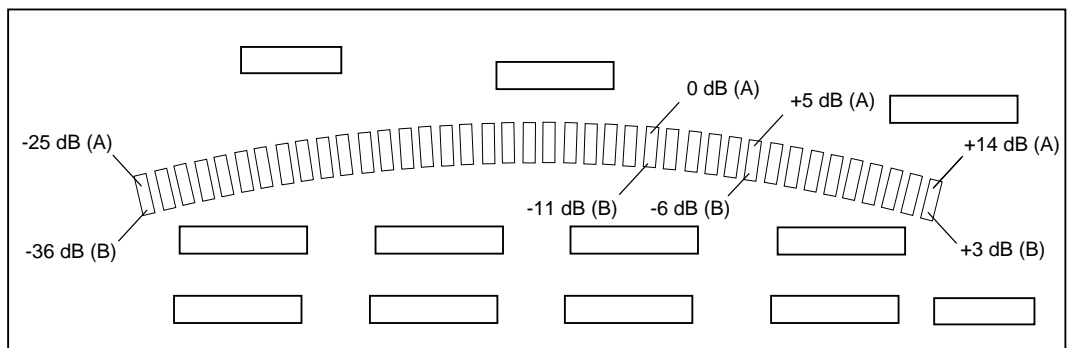 0 dB (A)
+5 dB (A)
-25 dB (A)
+14 dB (A)
-11 dB (B)
-6 dB (B)
-36 dB (B)
+3 dB (B)